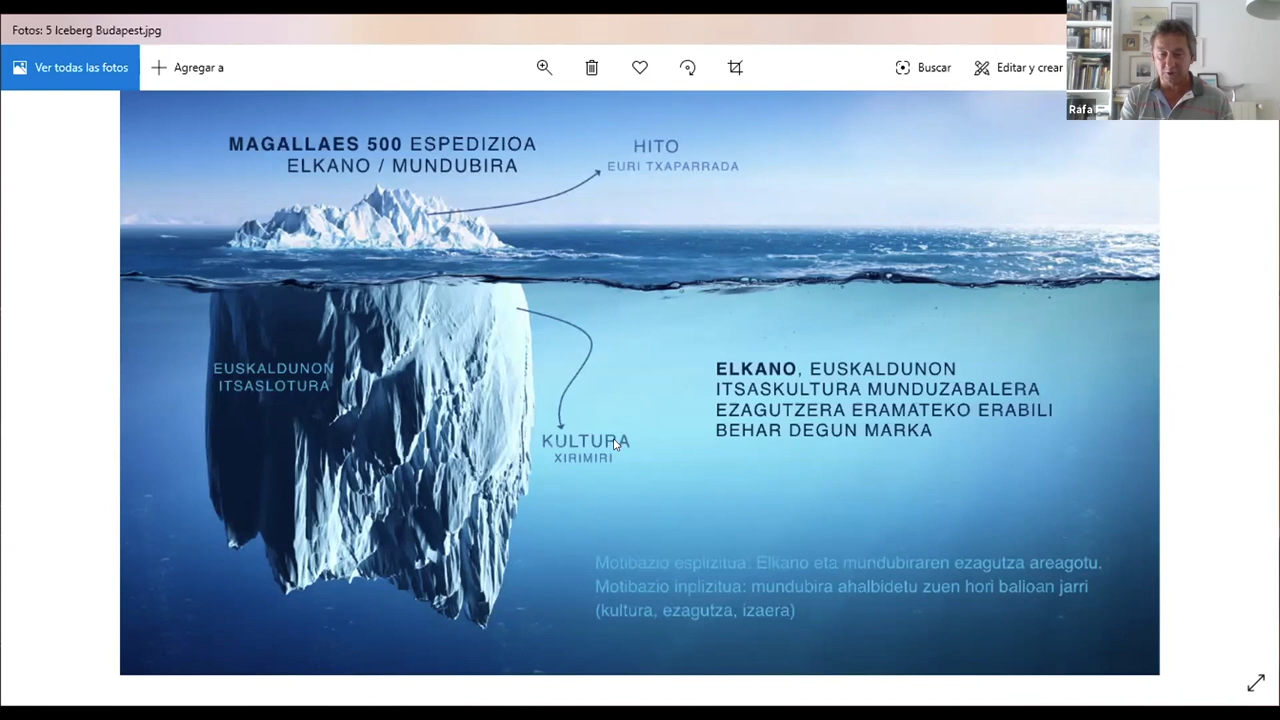 Fotos: 5 Iceberg Budapest.jpg
Ver todas las fotos
Agregar a
Buscar
Editar y crear
Rafa
MAGALLAES 500 ESPEDIZIOA
ELKANO / MUNDUBIRA
HITO
EURI TXAPARRADA
EUSKALDUNON
ITSASLOTURA
KULTURA
XIRIMIRI
ELKANO, EUSKALDUNON
ITSASKULTURA MUNDUZABALERA
EZAGUTZERA ERAMATEKO ERABILI
BEHAR DEGUN MARKA
Motibazio esplizitua: Elkano eta mundubiraren ezagutza areagotu.
Motibazio inplizitua: mundubira ahalbidetu zuen hori balioan jarri
(kultura, ezagutza, izaera)